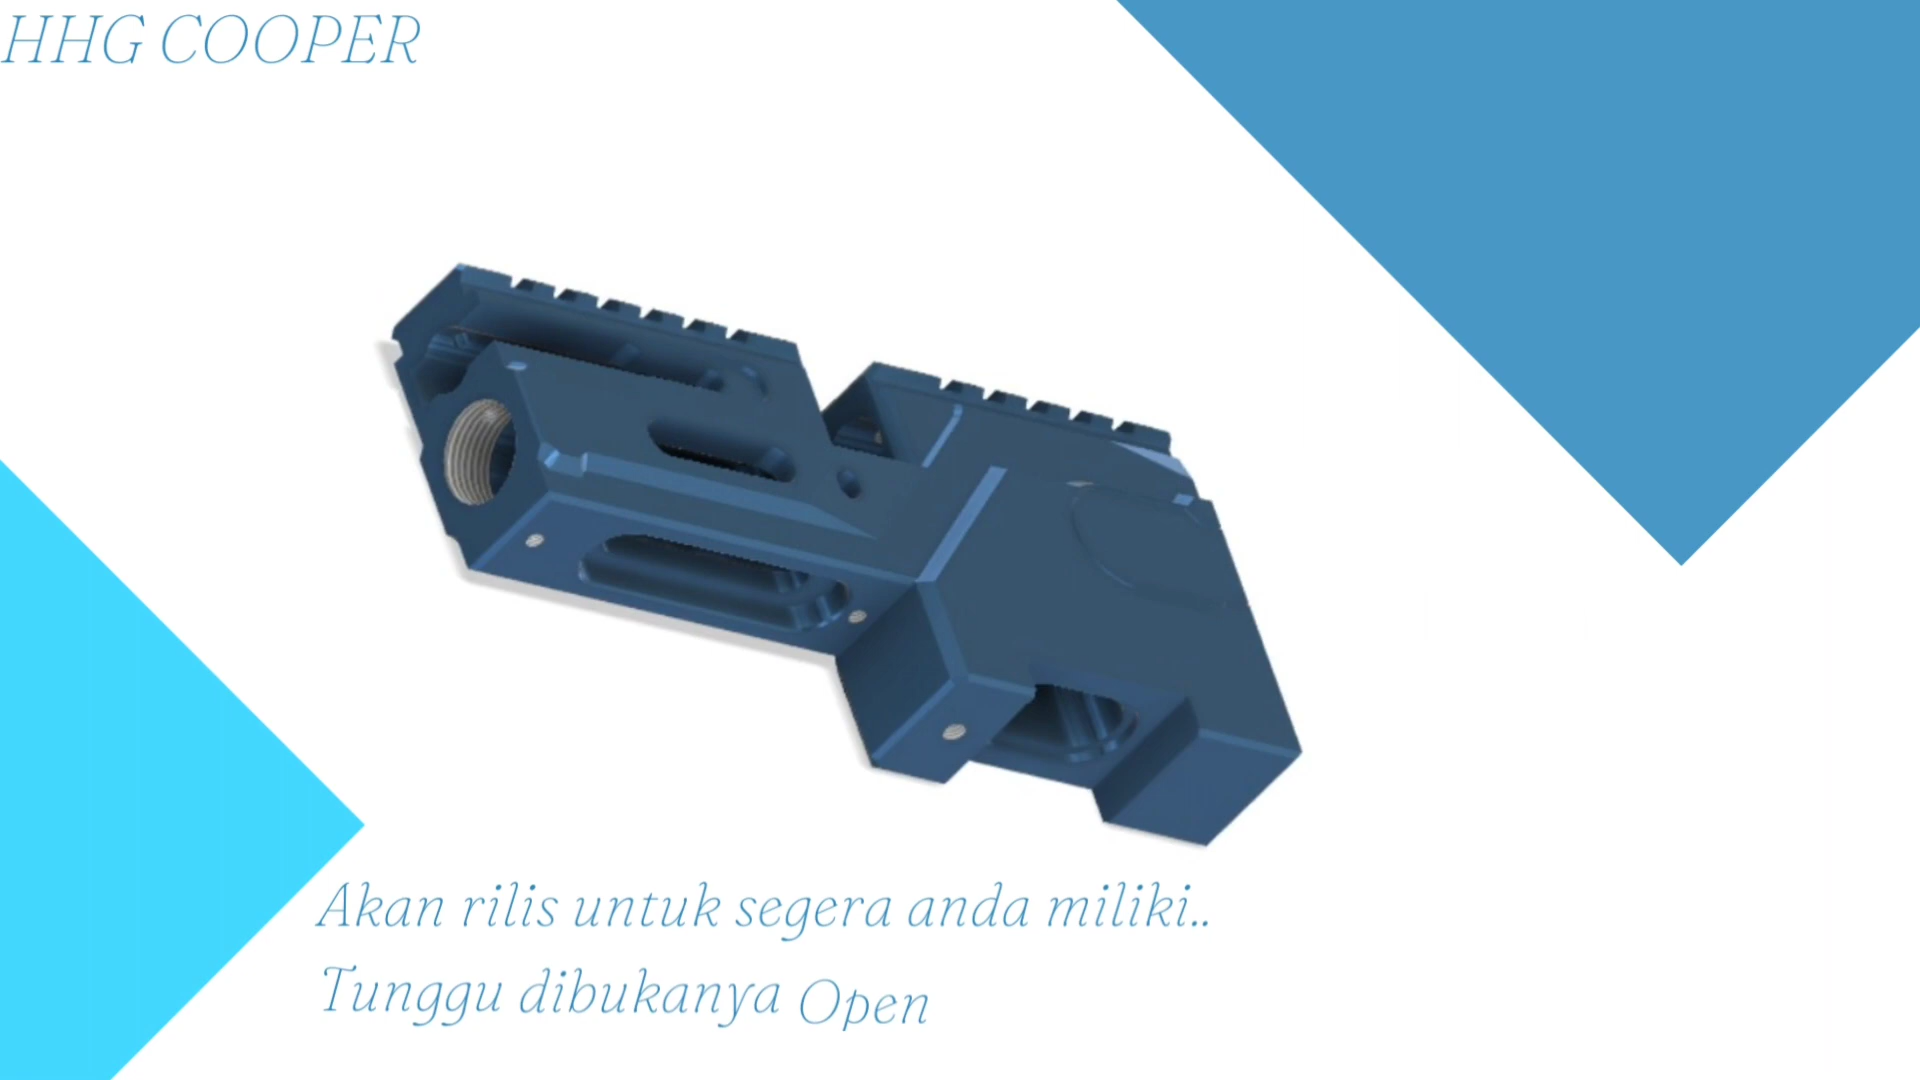 HHG COOPER
Akan rilis untuk segera anda miliki..
Tunggu dibukanya Open